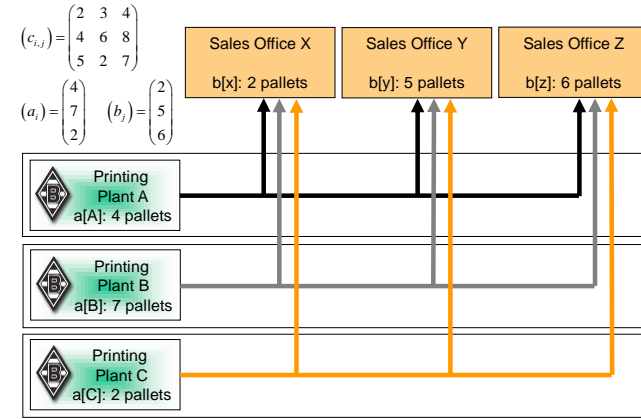 (c_{i,j}) = (2 3 4
4 6 8
5 2 7)
(a_i) = (4
7
2)
(b_j) = (2
5
6)
Sales Office X
b[x]: 2 pallets
Sales Office Y
b[y]: 5 pallets
Sales Office Z
b[z]: 6 pallets
B
Printing
Plant A
a[A]: 4 pallets
B
Printing
Plant B
a[B]: 7 pallets
B
Printing
Plant C
a[C]: 2 pallets